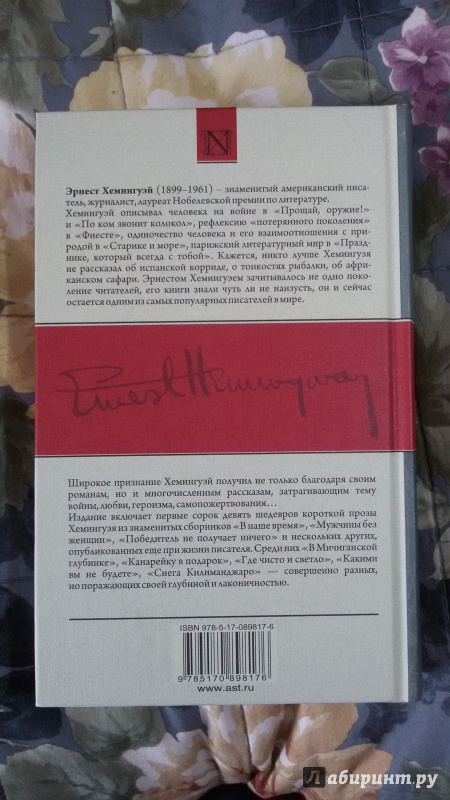 N
Эрнест Хемингуэй (1899–1961) – знаменитый американский писа-
тель, журналист, лауреат Нобелевской премии по литературе.
Хемингуэй описывал человека на войне в «Прощай, оружие!»
и «По ком звонит колокол», рефлексию «потерянного поколения»
в «Фиесте», одиночество человека и его взаимоотношения с при-
родой в «Старике и море», парижский литературный мир в «Празд-
нике, который всегда с тобой». Кажется, никто лучше Хемингуэя
не рассказал об испанской корриде, о тонкостях рыбалки, об афри-
канском сафари. Эрнестом Хемингуэем зачитывалось не одно поко-
ление читателей, его книги знали чуть ли не наизусть, он и сейчас
остается одним из самых популярных писателей в мире.
Ernest Hemingway
Широкое признание Хемингуэй получил не только благодаря своим
романам, но и многочисленным рассказам, затрагивающим тему
войны, любви, героизма, самопожертвования…
Издание включает первые сорок девять шедевров короткой прозы
Хемингуэя из знаменитых сборников «В наше время», «Мужчины без
женщин», «Победитель не получает ничего» и нескольких других,
опубликованных еще при жизни писателя. Среди них «В Мичиганской
глубинке», «Канарейку в подарок», «Где чисто и светло», «Какими
вы не будете», «Снега Килиманджаро» — совершенно разных,
но поражающих своей глубиной и лаконичностью.
ISBN 978-5-17-089817-6
9 785170 898176
www.ast.ru
Лабиринт.ру